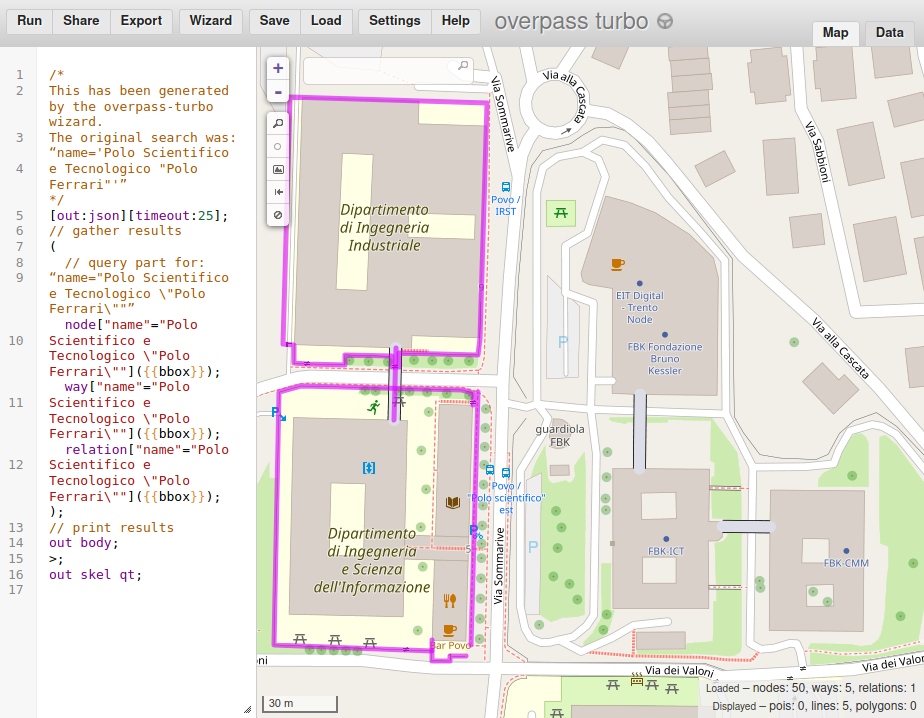 Run Share Export Wizard Save Load Settings Help overpass turbo
Map Data
1 /*
2 This has been generated
by the overpass-turbo
wizard.
3 The original search was:
“name='Polo Scientifico
4 e Tecnologico "Polo
Ferrari"'”
*/
5 [out:json][timeout:25];
6 // gather results
7 (
8 // query part for:
9 “name="Polo Scientifico
e Tecnologico \"Polo
Ferrari\""”
node["name"="Polo
10 Scientifico e
Tecnologico \"Polo
Ferrari\""]({{bbox});
way["name"="Polo
11 Scientifico e
Tecnologico \"Polo
Ferrari\""]({{bbox});
relation["name"="Polo
12 Scientifico e
Tecnologico \"Polo
Ferrari\""]({{bbox});
);
13 // print results
14 out body;
15 >;
16 out skel qt;
17
+
-
Via Sommarive
Via alla Cascata
Via Sabbioni
Povo /
IRST
Dipartimento
di Ingegneria
Industriale
EIT Digital
- Trento
Node
FBK Fondazione
Bruno
Kessler
P
Via alla Cascata
P
guardiola
FBK
Povo /
"Polo scientifico"
est
P
Dipartimento
di Ingegneria
e Scienza
dell'Informazione
Via Sommarive
P
FBK-ICT
FBK-CMM
Bar Povo
oni
Via dei Valoni
Via dei Valoni
30 m
Loaded – nodes: 50, ways: 5, relations: 1
Displayed – pois: 0, lines: 5, polygons: 0